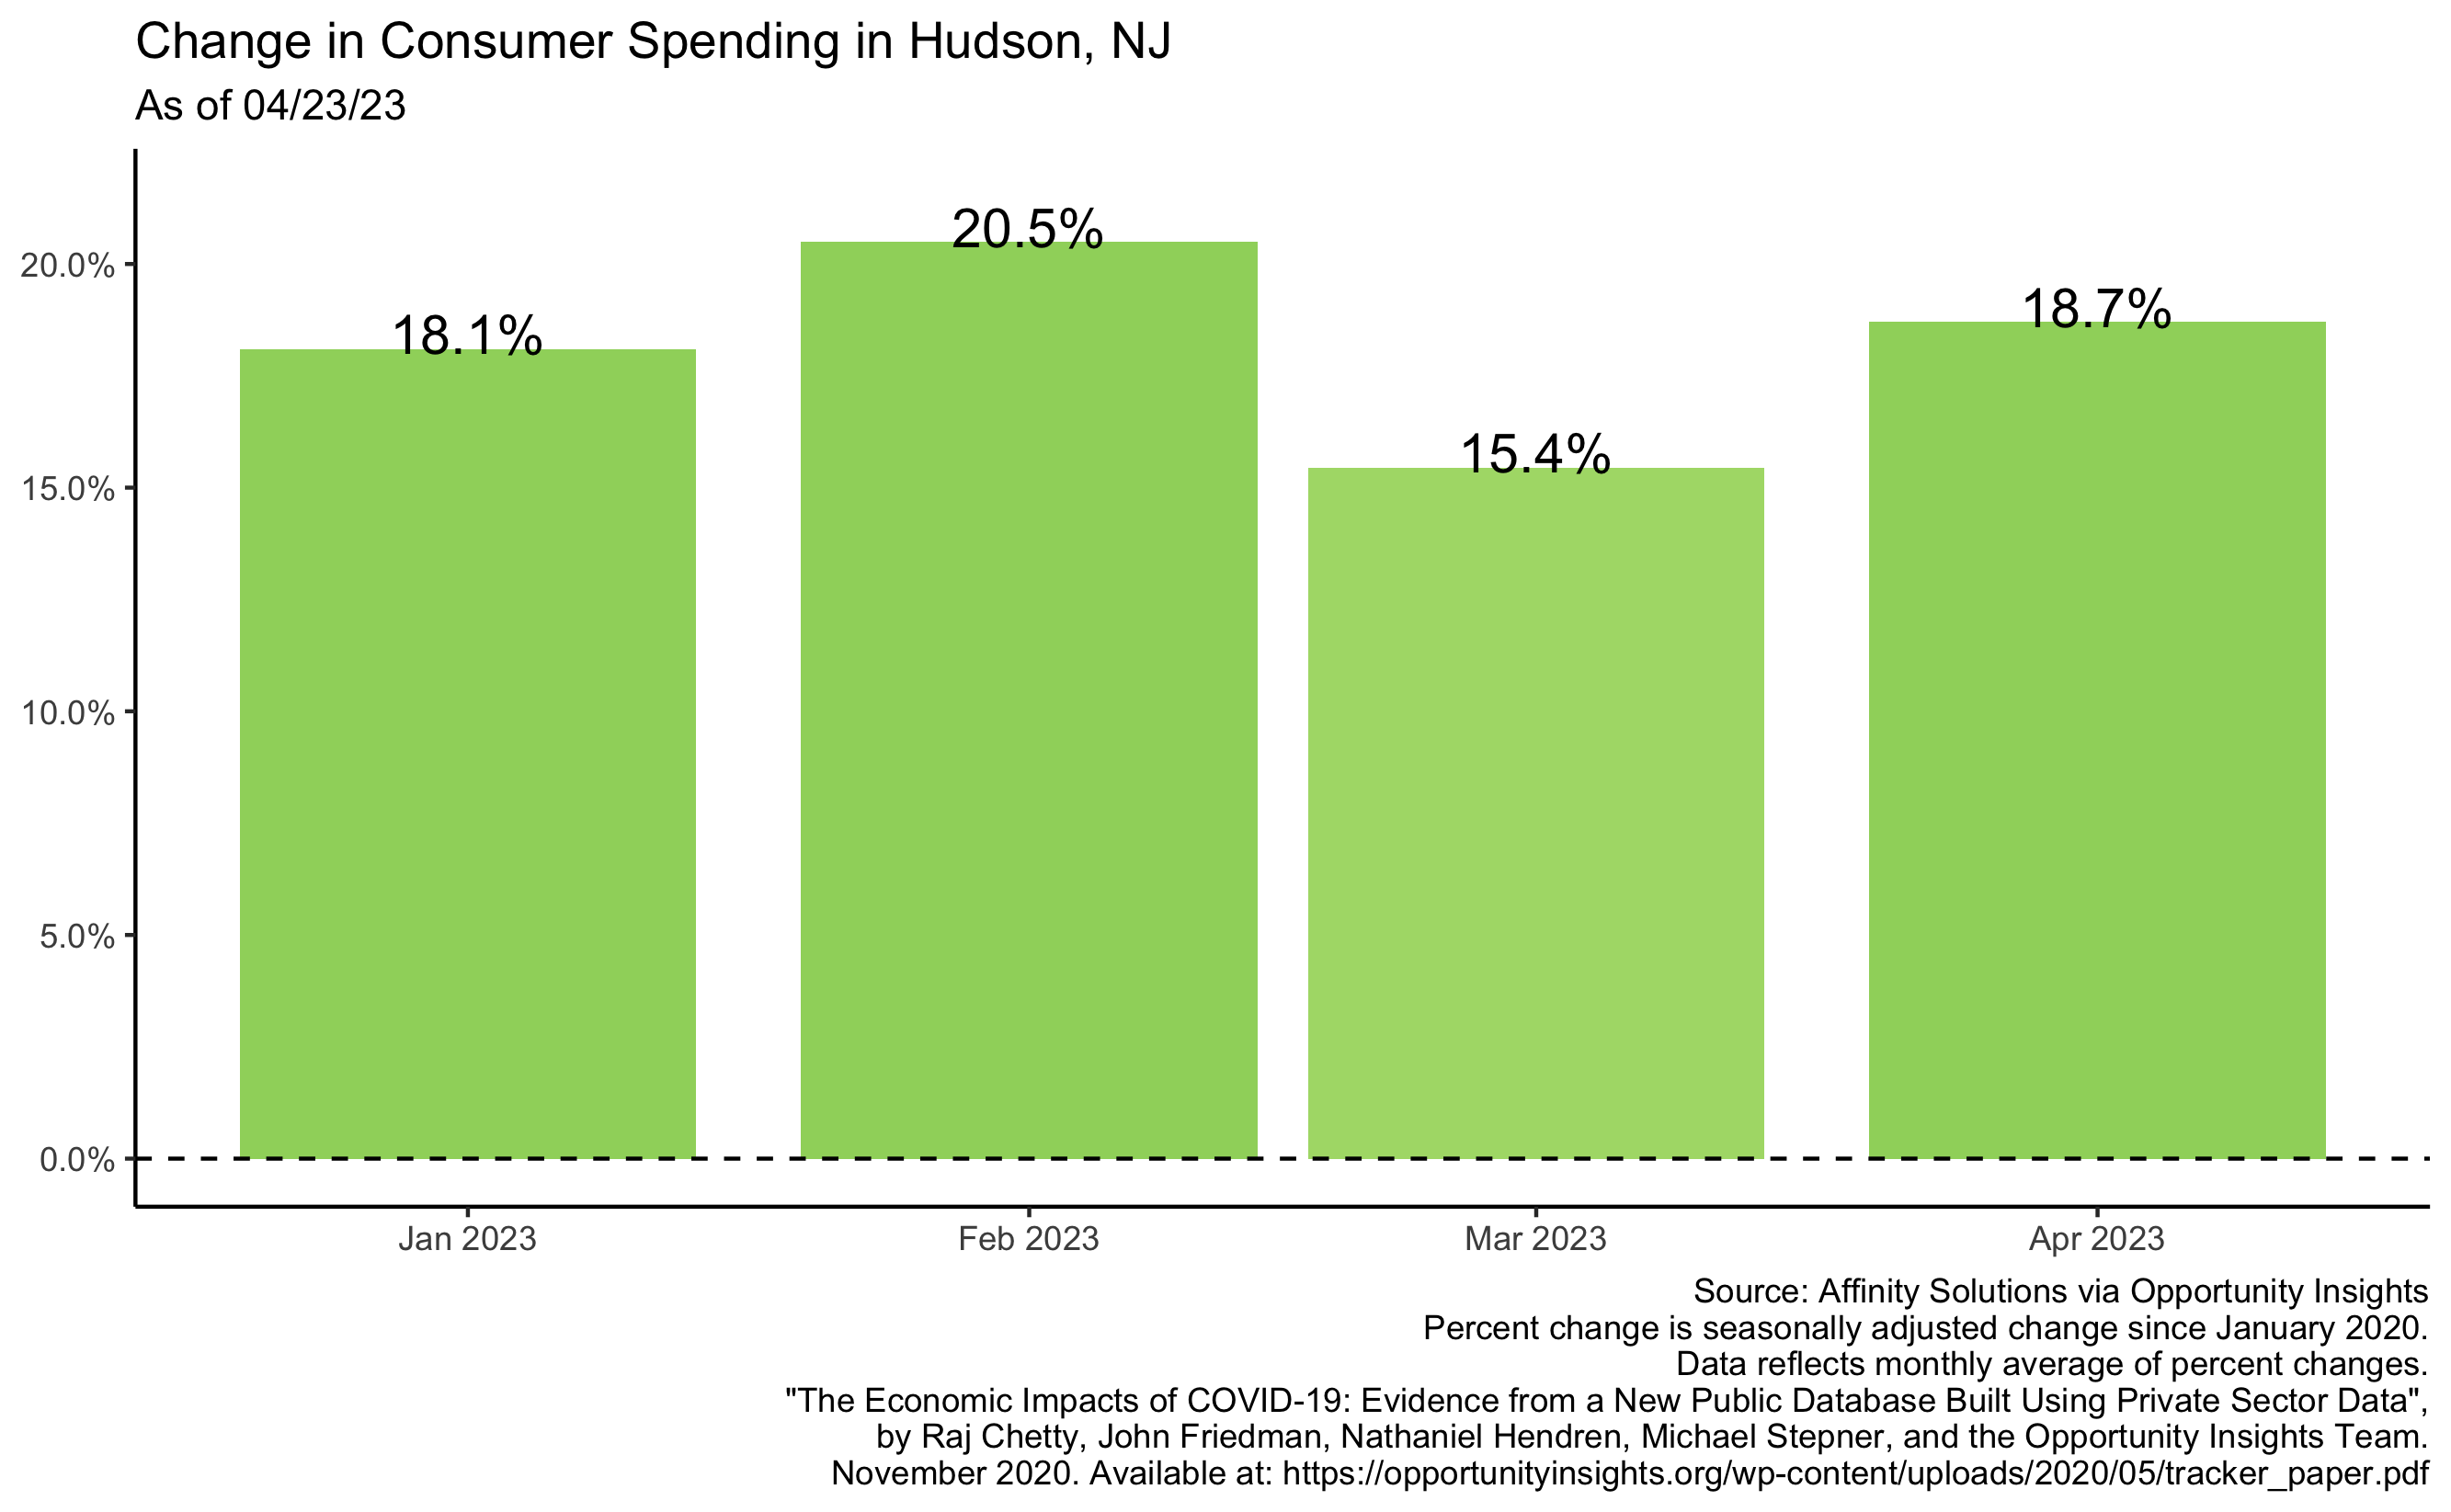 Change in Consumer Spending in Hudson, NJ
As of 04/23/23
20.5%
18.7%
18.1%
15.4%
20.0%
15.0%
10.0%
5.0%
0.0%
Jan 2023
Feb 2023
Mar 2023
Apr 2023
Source: Affinity Solutions via Opportunity Insights
Percent change is seasonally adjusted change since January 2020.
Data reflects monthly average of percent changes.
"The Economic Impacts of COVID-19: Evidence from a New Public Database Built Using Private Sector Data",
by Raj Chetty, John Friedman, Nathaniel Hendren, Michael Stepner, and the Opportunity Insights Team.
November 2020. Available at: https://opportunityinsights.org/wp-content/uploads/2020/05/tracker_paper.pdf